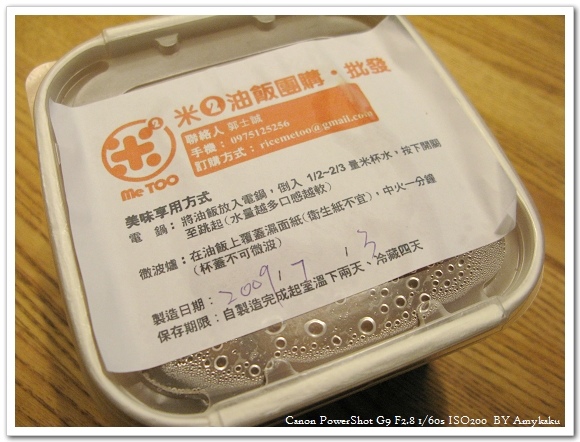 米2油飯團購・批發
聯絡人 郭士誠
手機： 0975125256
訂購方式： ricemetoo@gmail.com
米2
Me TOO
美味享用方式
電　鍋：將油飯放入電鍋，倒入 1/2~2/3 量米杯水，按下開關
至跳起（水量越多口感越軟）
微波爐：在油飯上覆蓋濕面紙（衛生紙不宜），中火一分鐘
（杯蓋不可微波）
製造日期： 2009, 7, 3
保存期限：自製造完成起室溫下兩天、冷藏四天
Canon PowerShot G9 F2.8 1/60s ISO200 BY Amykaku